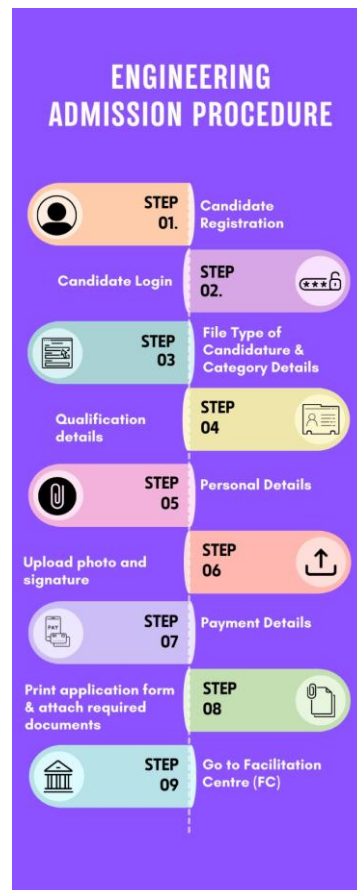 ENGINEERING
ADMISSION PROCEDURE
STEP
01.
Candidate
Registration
Candidate Login
STEP
02.
***
STEP
03
File Type of
Candidature &
Category Details
Qualification
details
STEP
04
STEP
05
Personal Details
Upload photo and
signature
STEP
06
PAY
STEP
07
Payment Details
Print application form
& attach required
documents
STEP
08
STEP
09
Go to Facilitation
Centre (FC)